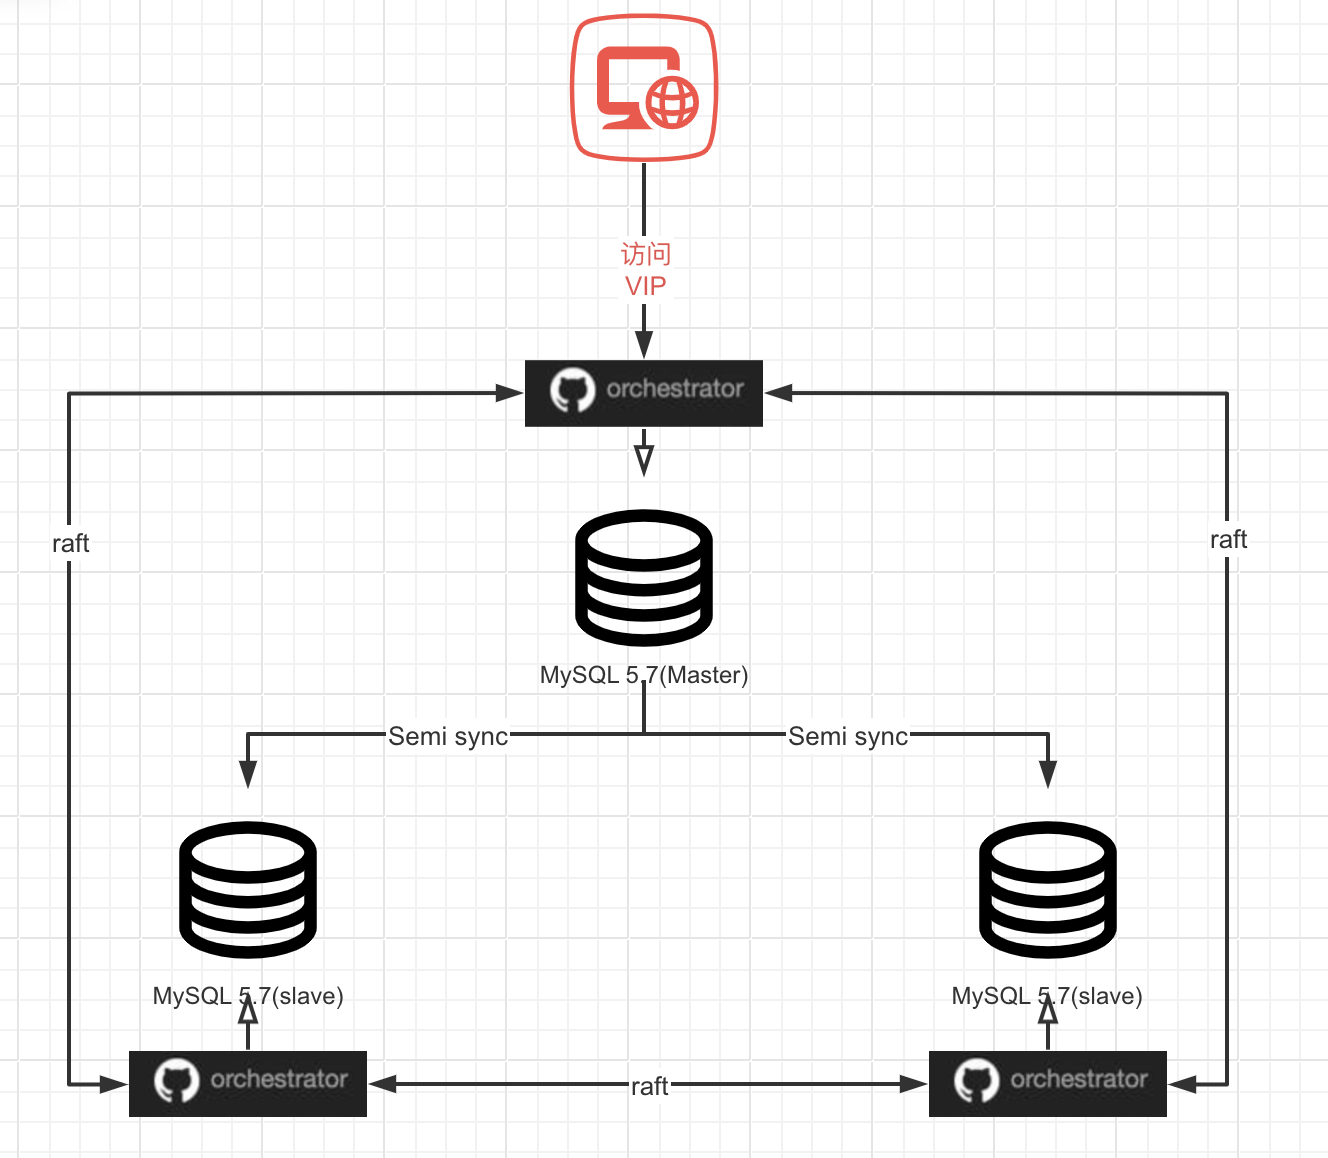 访问
VIP
orchestrator
raft
raft
MySQL 5.7(Master)
Semi sync
Semi sync
MySQL 5.7(slave)
MySQL 5.7(slave)
orchestrator
raft
orchestrator